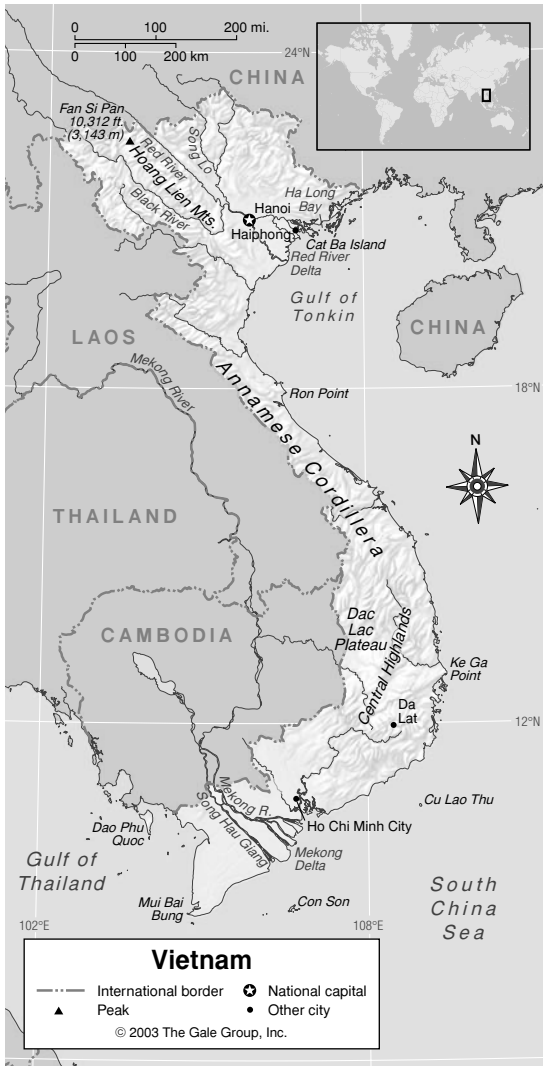 0 100 200 mi.
0 100 200 km
24°N
CHINA
Fan Si Pan
10,312 ft.
(3,143 m)
Red River
Song Lo
Hoang Lien Mts.
Black River
Hanoi
Ha Long
Bay
Haiphong
Cat Ba Island
Red River
Delta
Gulf of
Tonkin
CHINA
LAOS
Mekong River
Annamese Cordillera
Ron Point
18°N
N
THAILAND
CAMBODIA
Dac
Lac
Plateau
Central Highlands
Ke Ga
Point
Da
Lat
12°N
Mekong R.
Song Hau Giang
Cu Lao Thu
Ho Chi Minh City
Dao Phu
Quoc
Mekong
Delta
Gulf of
Thailand
Mui Bai
Bung
Con Son
South
China
Sea
102°E
108°E
Vietnam
International border
National capital
Peak
Other city
© 2003 The Gale Group, Inc.